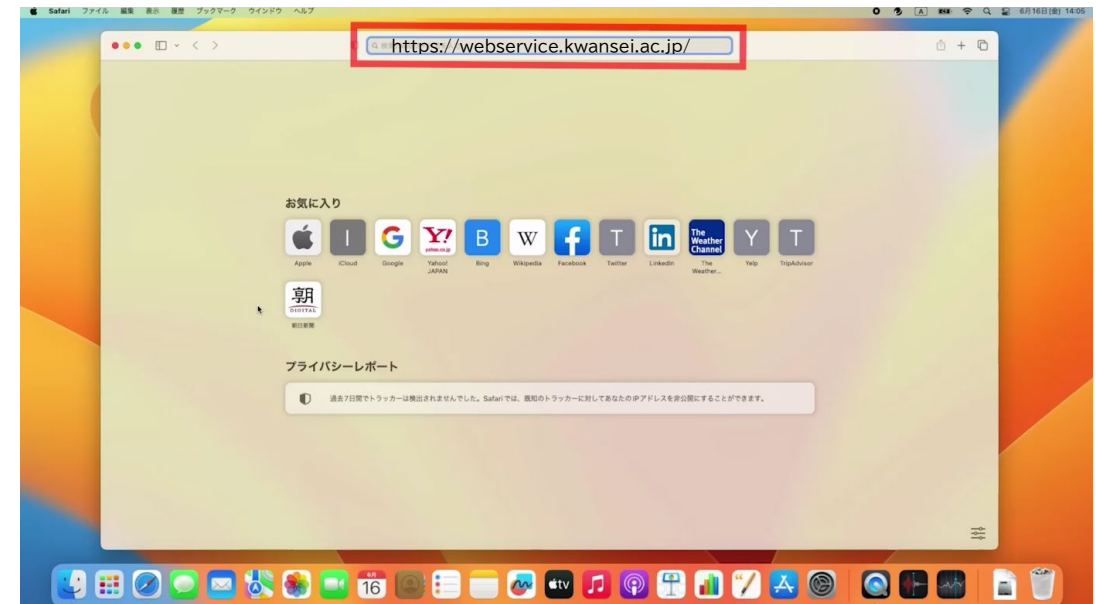 Safari ファイル 編集 表示 履歴 ブックマーク ウインドウ ヘルプ
A
6月16日(金) 14:05
https://webservice.kwansei.ac.jp/
お気に入り
I
G
Y!
B
W
f
T
in
The Weather Channel
Y
T
Apple
iCloud
Google
Yahoo! JAPAN
Bing
Wikipedia
Facebook
Twitter
LinkedIn
The Weather...
Yelp
TripAdvisor
朝
DIGITAL
朝日新聞
プライバシーレポート
過去7日間でトラッカーは検出されませんでした。Safariでは、既知のトラッカーに対してあなたのIPアドレスを非公開にすることができます。
6月
16
tv